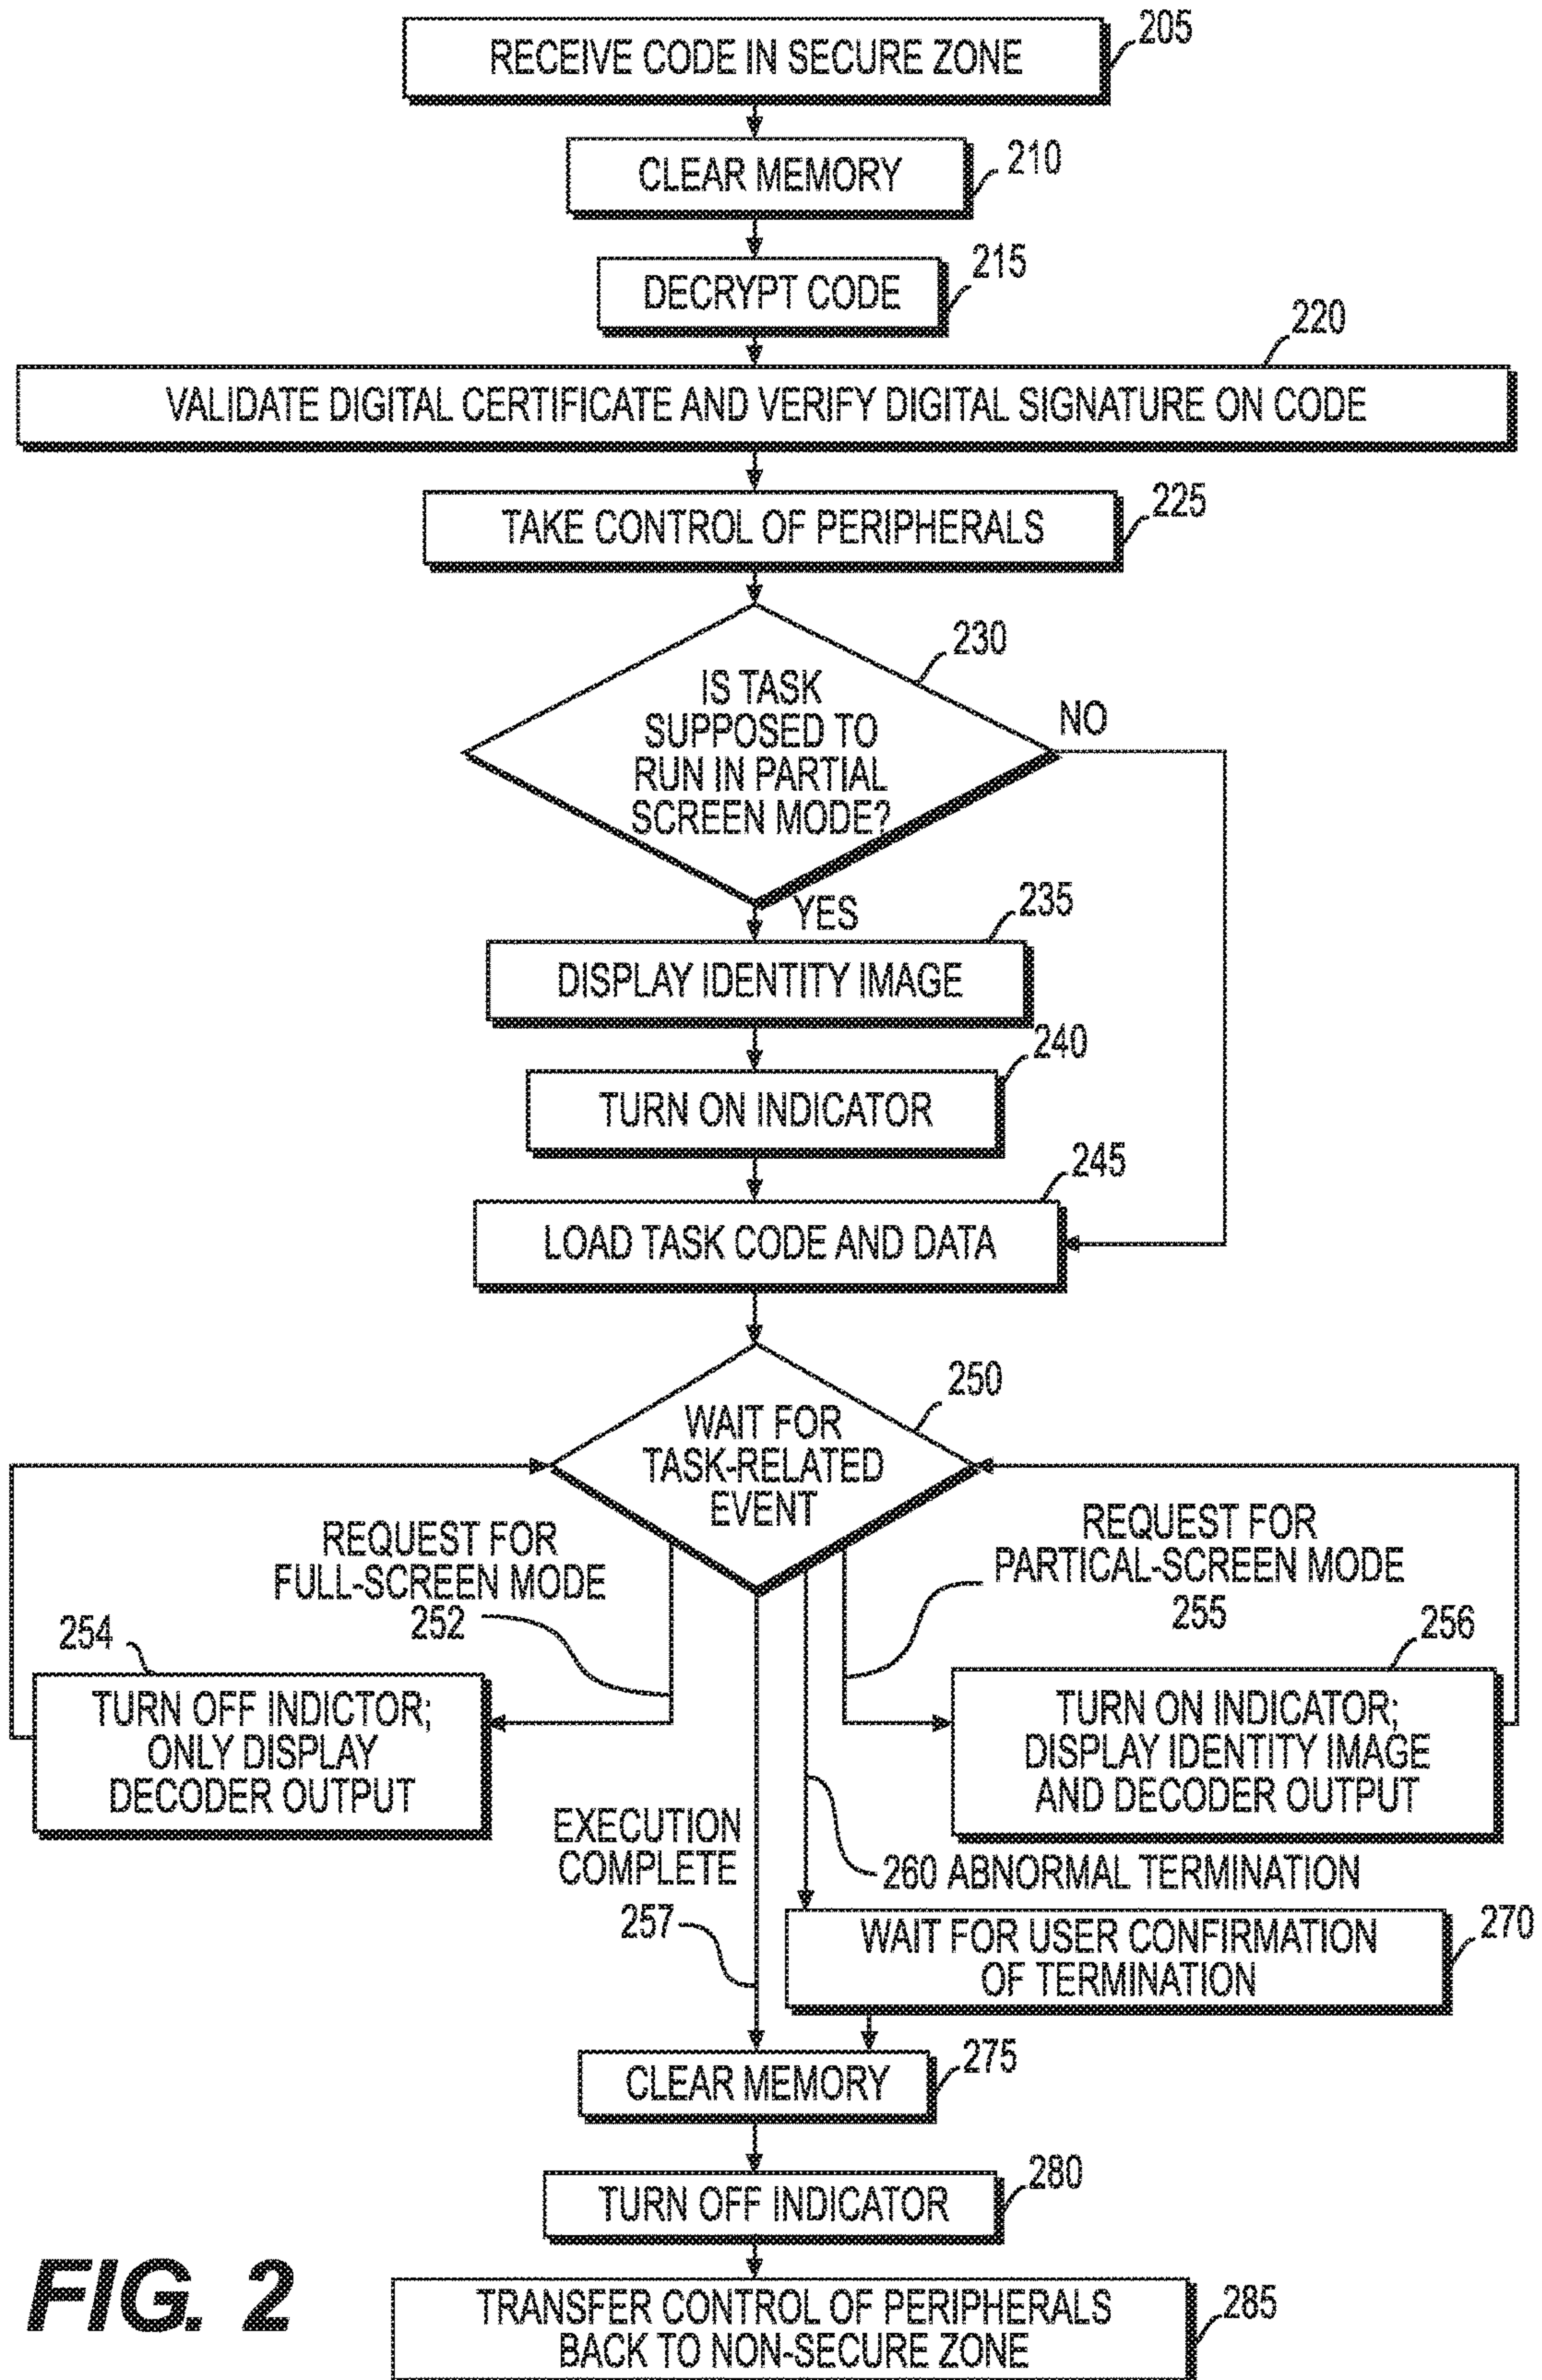 RECEIVE CODE IN SECURE ZONE
205
CLEAR MEMORY
210
DECRYPT CODE
215
220
VALIDATE DIGITAL CERTIFICATE AND VERIFY DIGITAL SIGNATURE ON CODE
TAKE CONTROL OF PERIPHERALS
225
230
IS TASK
SUPPOSED TO
RUN IN PARTIAL
SCREEN MODE?
NO
YES
235
DISPLAY IDENTITY IMAGE
240
TURN ON INDICATOR
245
LOAD TASK CODE AND DATA
250
WAIT FOR
TASK-RELATED
EVENT
REQUEST FOR
FULL-SCREEN MODE
252
REQUEST FOR
PARTICAL-SCREEN MODE
255
254
TURN OFF INDICTOR;
ONLY DISPLAY
DECODER OUTPUT
256
TURN ON INDICATOR;
DISPLAY IDENTITY IMAGE
AND DECODER OUTPUT
EXECUTION
COMPLETE
257
260 ABNORMAL TERMINATION
WAIT FOR USER CONFIRMATION
OF TERMINATION
270
CLEAR MEMORY
275
TURN OFF INDICATOR
280
TRANSFER CONTROL OF PERIPHERALS
BACK TO NON-SECURE ZONE
285
FIG. 2